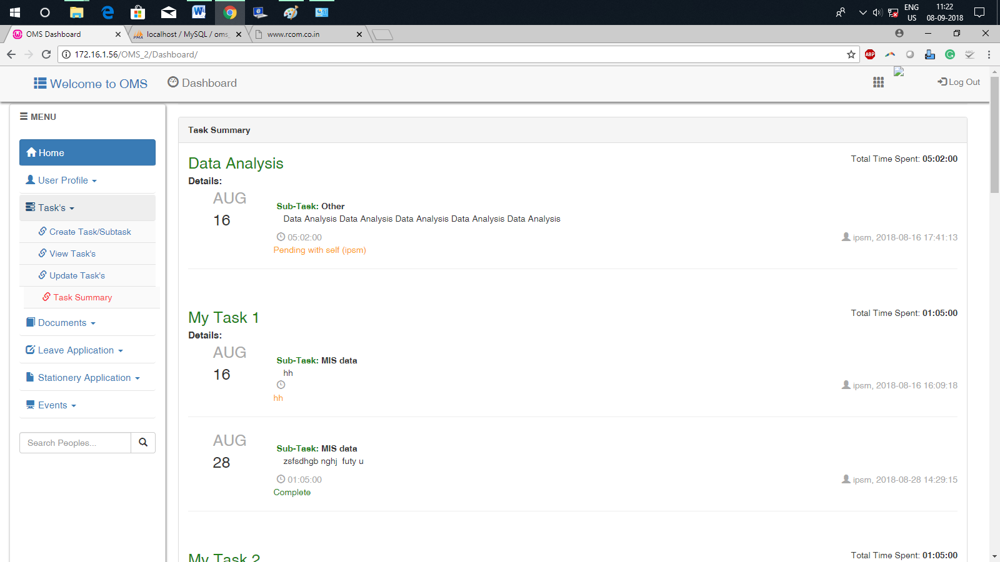 ENG
US
11:22
08-09-2018
OMS Dashboard
localhost / MySQL / oms_
www.rcom.co.in
172.16.1.56/OMS_2/Dashboard/
ABP
Welcome to OMS
Dashboard
Log Out
MENU
Home
User Profile
Task's
Create Task/Subtask
View Task's
Update Task's
Task Summary
Documents
Leave Application
Stationery Application
Events
Search Peoples...
Task Summary
Data Analysis
Total Time Spent: 05:02:00
Details:
AUG
16
Sub-Task: Other
Data Analysis Data Analysis Data Analysis Data Analysis Data Analysis
05:02:00
ipsm, 2018-08-16 17:41:13
Pending with self (ipsm)
My Task 1
Total Time Spent: 01:05:00
Details:
AUG
16
Sub-Task: MIS data
hh
ipsm, 2018-08-16 16:09:18
hh
AUG
28
Sub-Task: MIS data
zsfsdhgb nghj  futy u
01:05:00
ipsm, 2018-08-28 14:29:15
Complete
My Task 2
Total Time Spent: 01:05:00